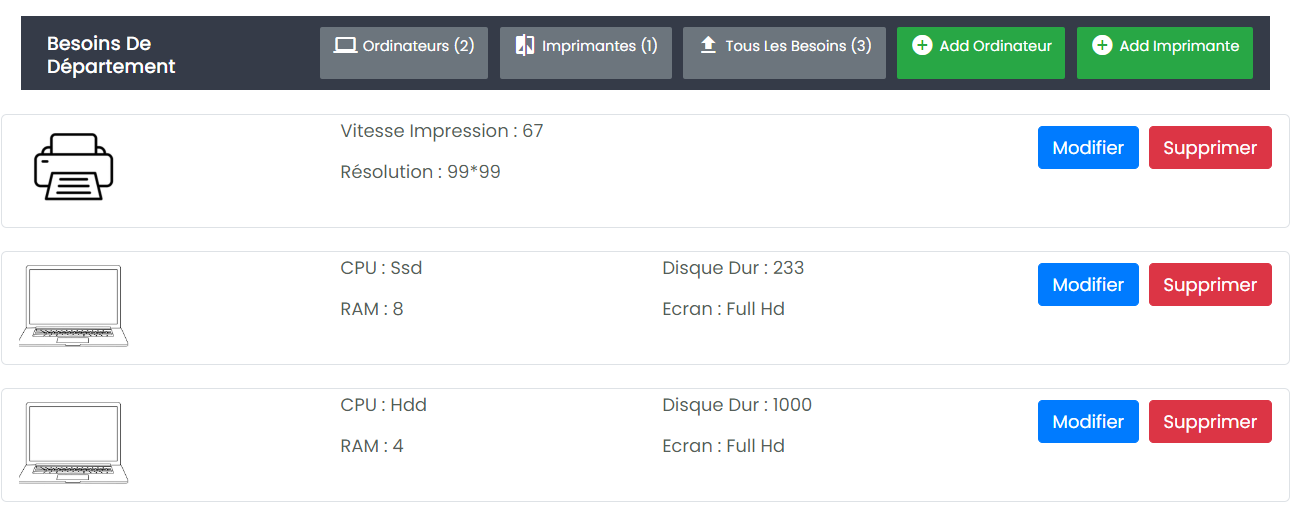 Besoins De
Département
Ordinateurs (2)
Imprimantes (1)
Tous Les Besoins (3)
Add Ordinateur
Add Imprimante
Vitesse Impression : 67
Résolution : 99*99
Modifier
Supprimer
CPU : Ssd
Disque Dur : 233
RAM : 8
Ecran : Full Hd
Modifier
Supprimer
CPU : Hdd
Disque Dur : 1000
RAM : 4
Ecran : Full Hd
Modifier
Supprimer